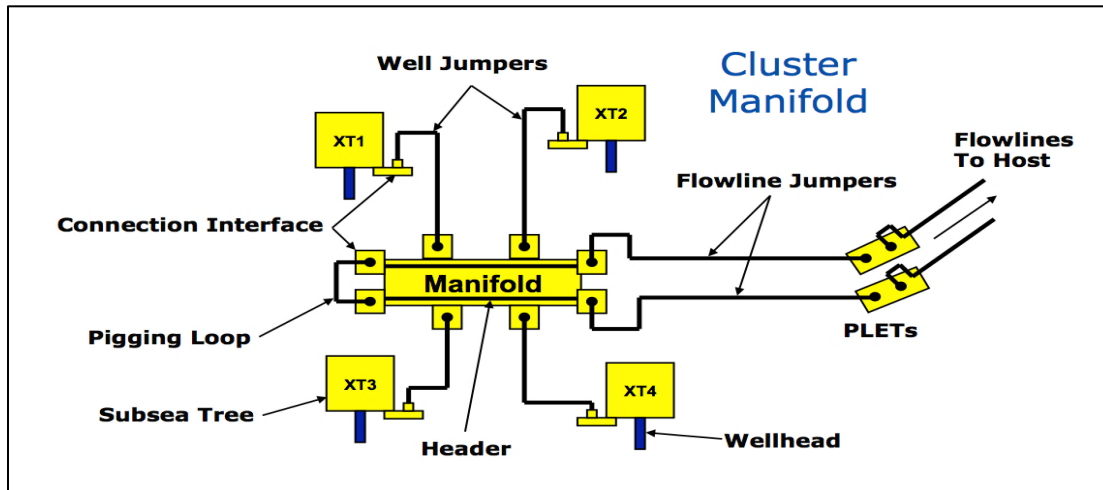 Cluster
Manifold
Well Jumpers
XT1
XT2
Flowlines
To Host
Flowline Jumpers
Connection Interface
Manifold
Pigging Loop
PLETs
XT3
XT4
Subsea Tree
Header
Wellhead